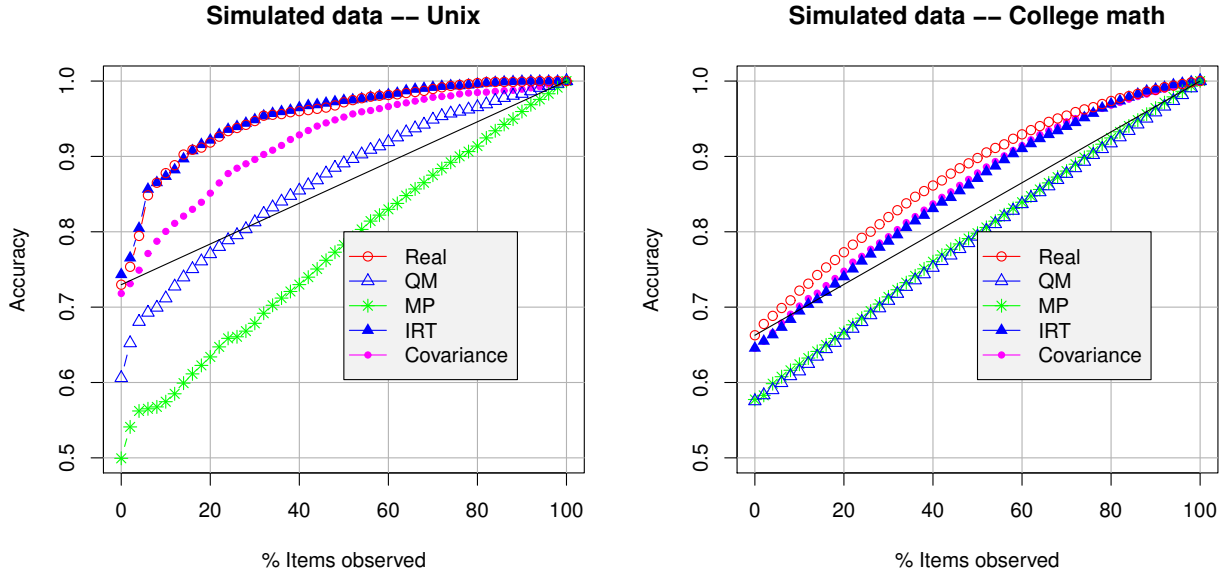 Simulated data −− Unix
Accuracy
1.0
0.9
0.8
0.7
0.6
0.5
Real
QM
MP
IRT
Covariance
0 20 40 60 80 100
% Items observed
Simulated data −− College math
Accuracy
1.0
0.9
0.8
0.7
0.6
0.5
Real
QM
MP
IRT
Covariance
0 20 40 60 80 100
% Items observed